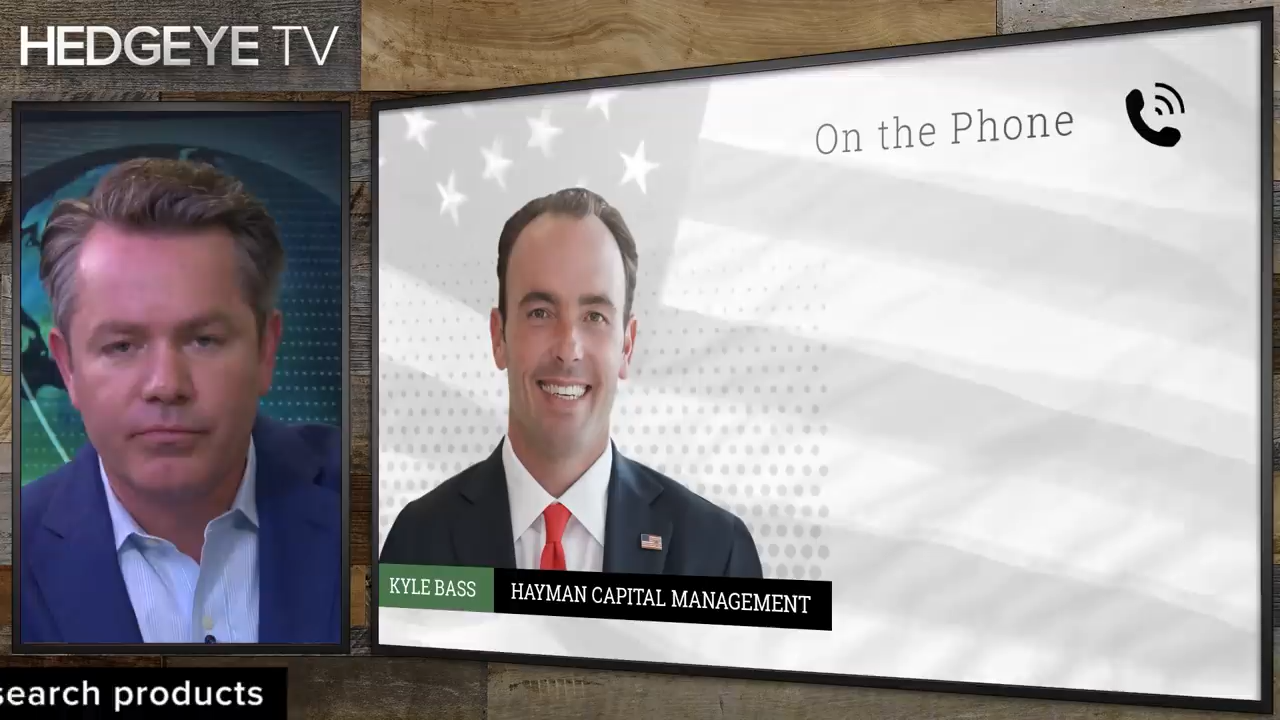 HEDGEYE TV
On the Phone
KYLE BASS
HAYMAN CAPITAL MANAGEMENT
search products